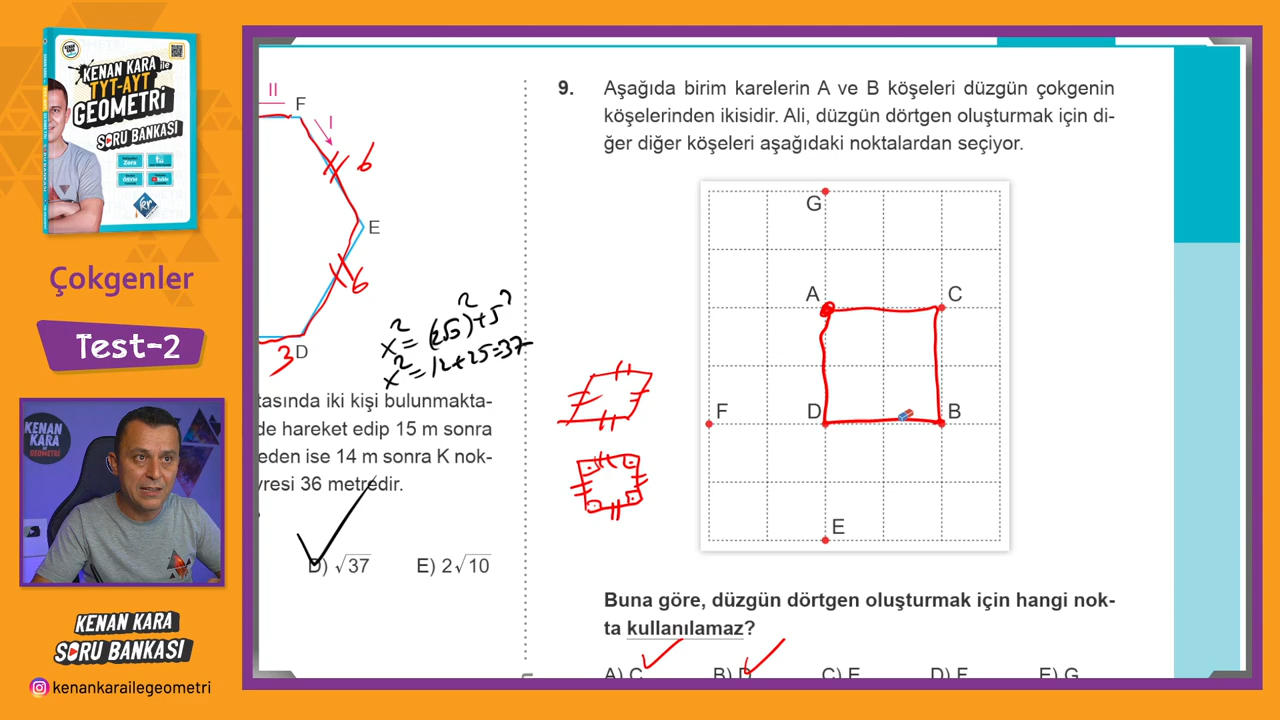 KENAN KARA ile
TYT-AYT
GEOMETRİ
SORU BANKASI
Çokgenler
Test-2
KENAN KARA
KENAN KARA
SORU BANKASI
kenankarailegeometri
II
F
I
6
E
6
3
D
x² = (2√3)² + 5²
x² = 12 + 25 = 37
tasında iki kişi bulunmakta-
de hareket edip 15 m sonra
eden ise 14 m sonra K nok-
vresi 36 metredir.
D) √37 E) 2√10
9. Aşağıda birim karelerin A ve B köşeleri düzgün çokgenin
köşelerinden ikisidir. Ali, düzgün dörtgen oluşturmak için di-
ğer diğer köşeleri aşağıdaki noktalardan seçiyor.
G
A C
F D B
E
Buna göre, düzgün dörtgen oluşturmak için hangi nok-
ta kullanılamaz?
A) C B) D C) E D) F E) G